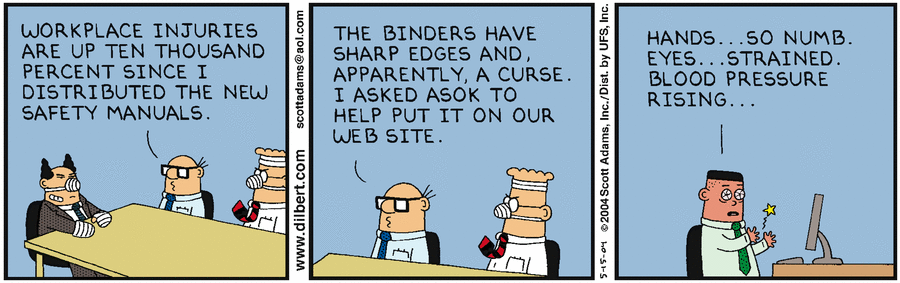 WORKPLACE INJURIES
ARE UP TEN THOUSAND
PERCENT SINCE I
DISTRIBUTED THE NEW
SAFETY MANUALS.
www.dilbert.com scottadams@aol.com
THE BINDERS HAVE
SHARP EDGES AND,
APPARENTLY, A CURSE.
I ASKED ASOK TO
HELP PUT IT ON OUR
WEB SITE.
5-15-04 © 2004 Scott Adams, Inc./Dist. by UFS, Inc.
HANDS...SO NUMB.
EYES...STRAINED.
BLOOD PRESSURE
RISING...